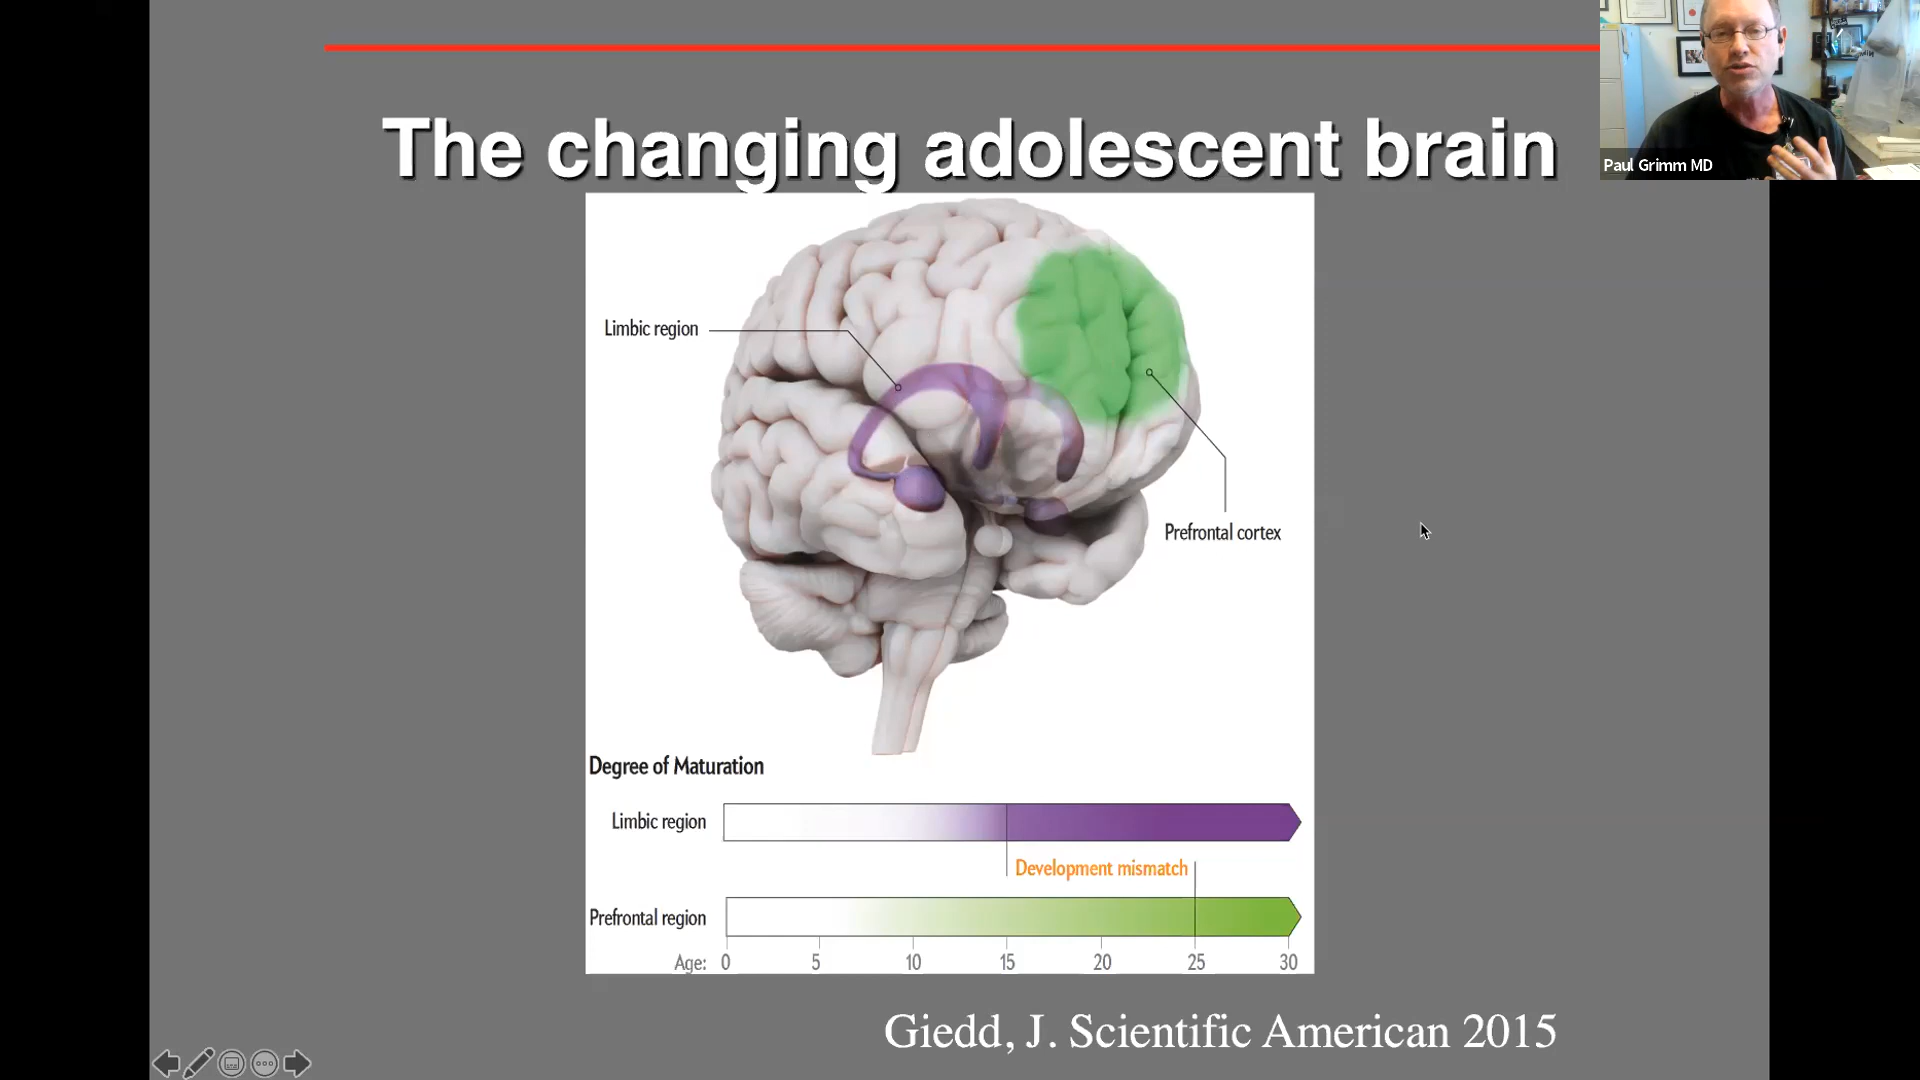 The changing adolescent brain
Paul Grimm MD
Limbic region
Prefrontal cortex
Degree of Maturation
Limbic region
Development mismatch
Prefrontal region
Age: 0 5 10 15 20 25 30
Giedd, J. Scientific American 2015